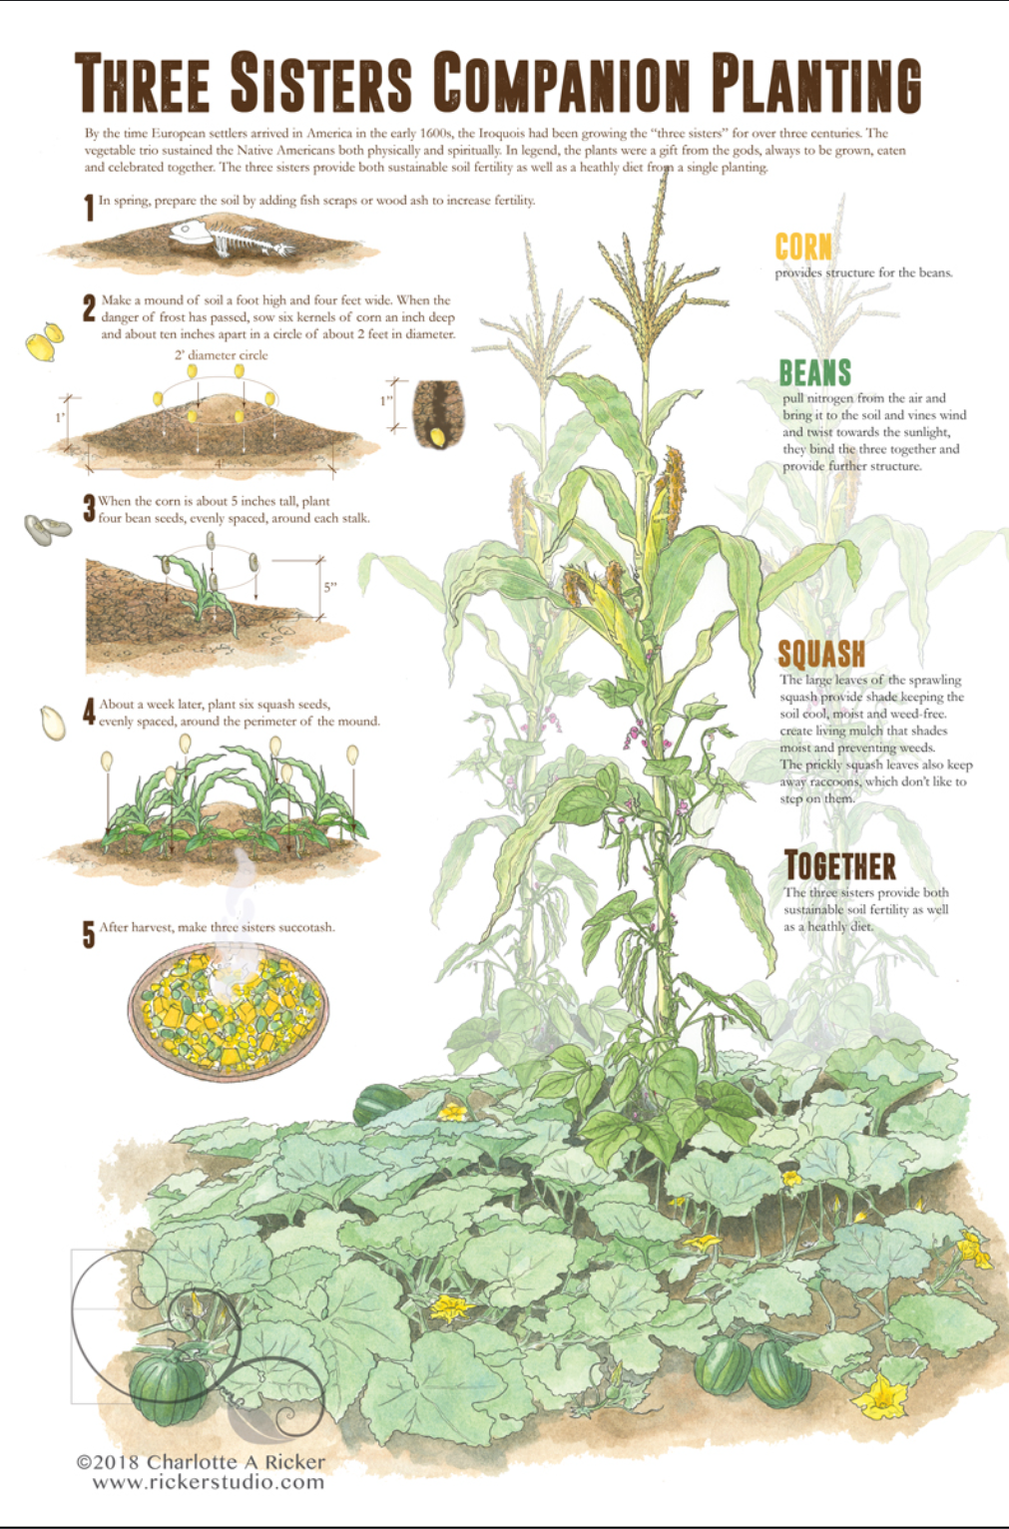 THREE SISTERS COMPANION PLANTING
By the time European settlers arrived in America in the early 1600s, the Iroquois had been growing the “three sisters” for over three centuries. The
vegetable trio sustained the Native Americans both physically and spiritually. In legend, the plants were a gift from the gods, always to be grown, eaten
and celebrated together. The three sisters provide both sustainable soil fertility as well as a heathly diet from a single planting.
1 In spring, prepare the soil by adding fish scraps or wood ash to increase fertility.
2 Make a mound of soil a foot high and four feet wide. When the
danger of frost has passed, sow six kernels of corn an inch deep
and about ten inches apart in a circle of about 2 feet in diameter.
2' diameter circle
1'
4'
1"
3 When the corn is about 5 inches tall, plant
four bean seeds, evenly spaced, around each stalk.
5"
4 About a week later, plant six squash seeds,
evenly spaced, around the perimeter of the mound.
5 After harvest, make three sisters succotash.
CORN
provides structure for the beans.
BEANS
pull nitrogen from the air and
bring it to the soil and vines wind
and twist towards the sunlight,
they bind the three together and
provide further structure.
SQUASH
The large leaves of the sprawling
squash provide shade keeping the
soil cool, moist and weed-free.
create living mulch that shades
moist and preventing weeds.
The prickly squash leaves also keep
away raccoons, which don't like to
step on them.
TOGETHER
The three sisters provide both
sustainable soil fertility as well
as a heathly diet.
©2018 Charlotte A Ricker
www.rickerstudio.com